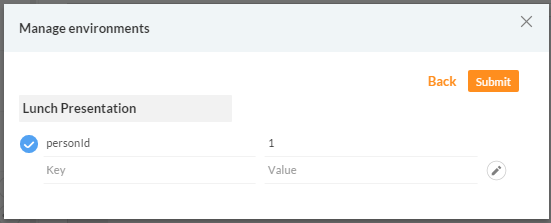 Manage environments
Back Submit
Lunch Presentation
personId 1
Key Value